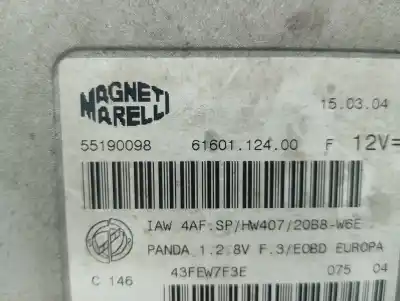 MAGNETI
MARELLI
15.03.04
55190098 61601.124.00 F 12V=
IAW 4AF.SP/HW407/20B8-W6E
PANDA 1.2 8V F.3/EOBD EUROPA
C 146 43FEW7F3E 075 04